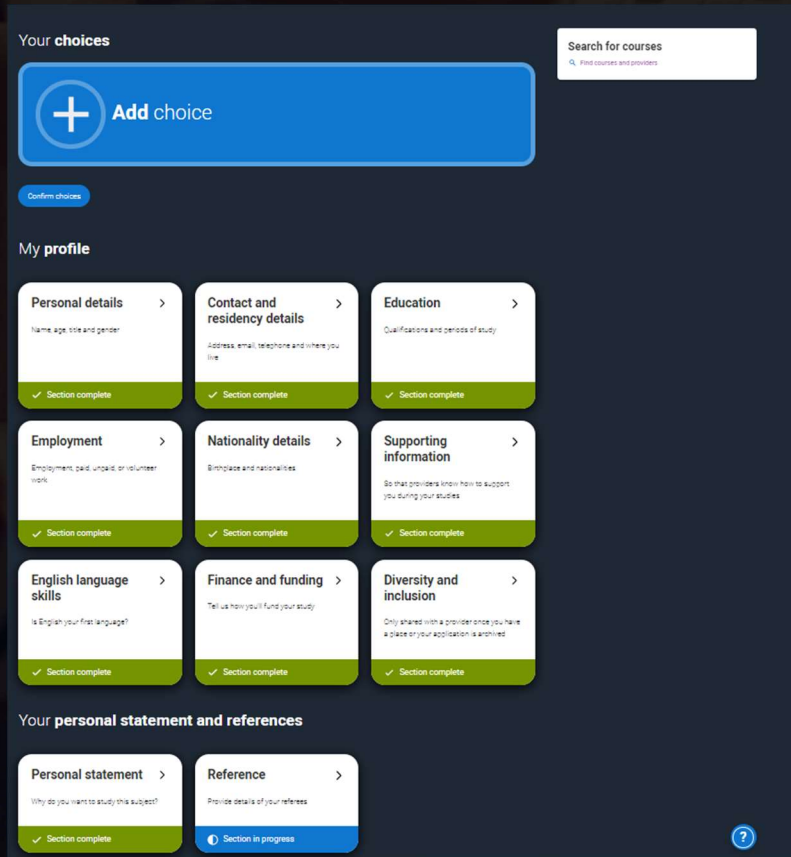 Your choices
Search for courses
Find courses and providers
Add choice
Confirm choices
My profile
Personal details
Name, age, title and gender
Section complete
Contact and
residency details
Address, email, telephone and where you
live
Section complete
Education
Qualifications and periods of study
Section complete
Employment
Employment, paid, unpaid, or volunteer
work
Section complete
Nationality details
Birthplace and nationalities
Section complete
Supporting
information
So that providers know how to support
you during your studies
Section complete
English language
skills
Is English your first language?
Section complete
Finance and funding
Tell us how you'll fund your study
Section complete
Diversity and
inclusion
Only shared with a provider once you have
a place or your application is archived
Section complete
Your personal statement and references
Personal statement
Why do you want to study this subject?
Section complete
Reference
Provide details of your referees
Section in progress
?